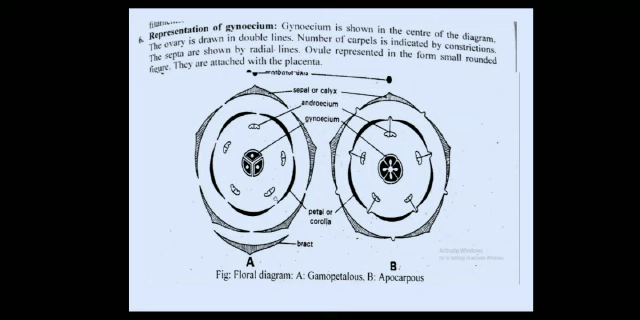 6. Representation of gynoecium: Gynoecium is shown in the centre of the diagram.
The ovary is drawn in double lines. Number of carpels is indicated by constrictions.
The septa are shown by radial lines. Ovule represented in the form small rounded
figure. They are attached with the placenta.
sepal or calyx
androecium
gynoecium
petal or
corolla
bract
A
B
Fig: Floral diagram: A: Gamopetalous, B: Apocarpous
Activate Windows